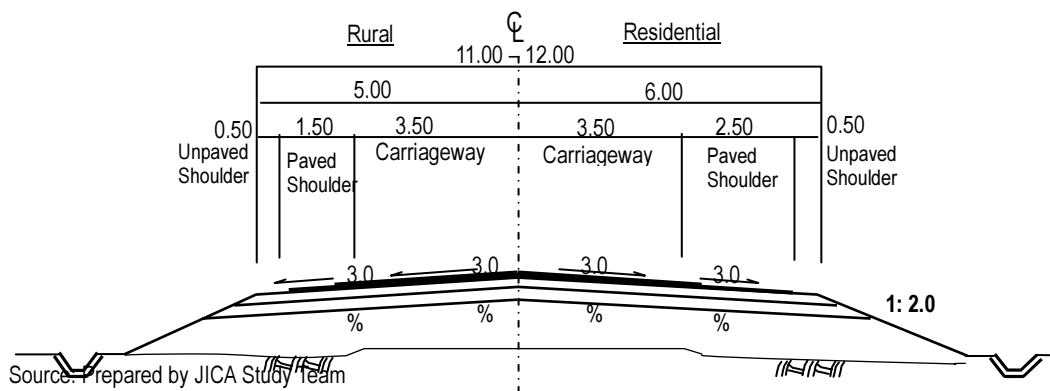 Rural
℄
Residential
11.00 ¬ 12.00
5.00
6.00
0.50
1.50
3.50
3.50
2.50
0.50
Unpaved
Shoulder
Paved
Shoulder
Carriageway
Carriageway
Paved
Shoulder
Unpaved
Shoulder
3.0
3.0
3.0
3.0
%
%
%
%
1: 2.0
Source: Prepared by JICA Study Team